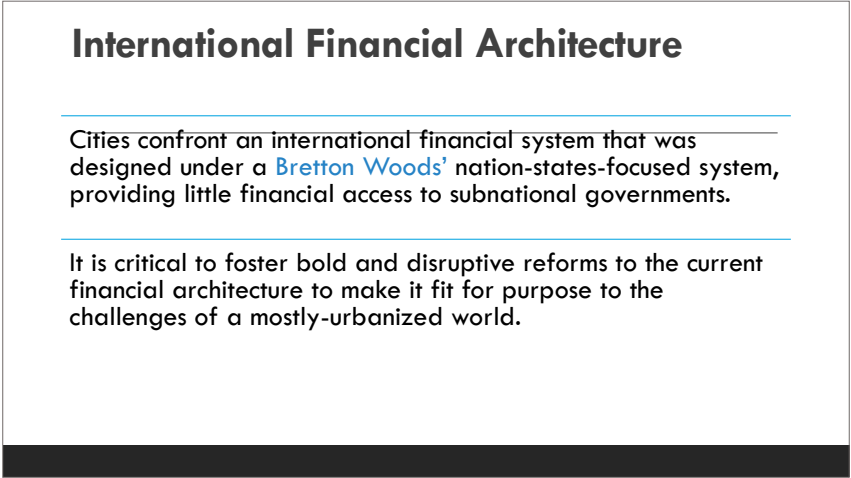 International Financial Architecture
Cities confront an international financial system that was
designed under a Bretton Woods’ nation-states-focused system,
providing little financial access to subnational governments.
It is critical to foster bold and disruptive reforms to the current
financial architecture to make it fit for purpose to the
challenges of a mostly-urbanized world.